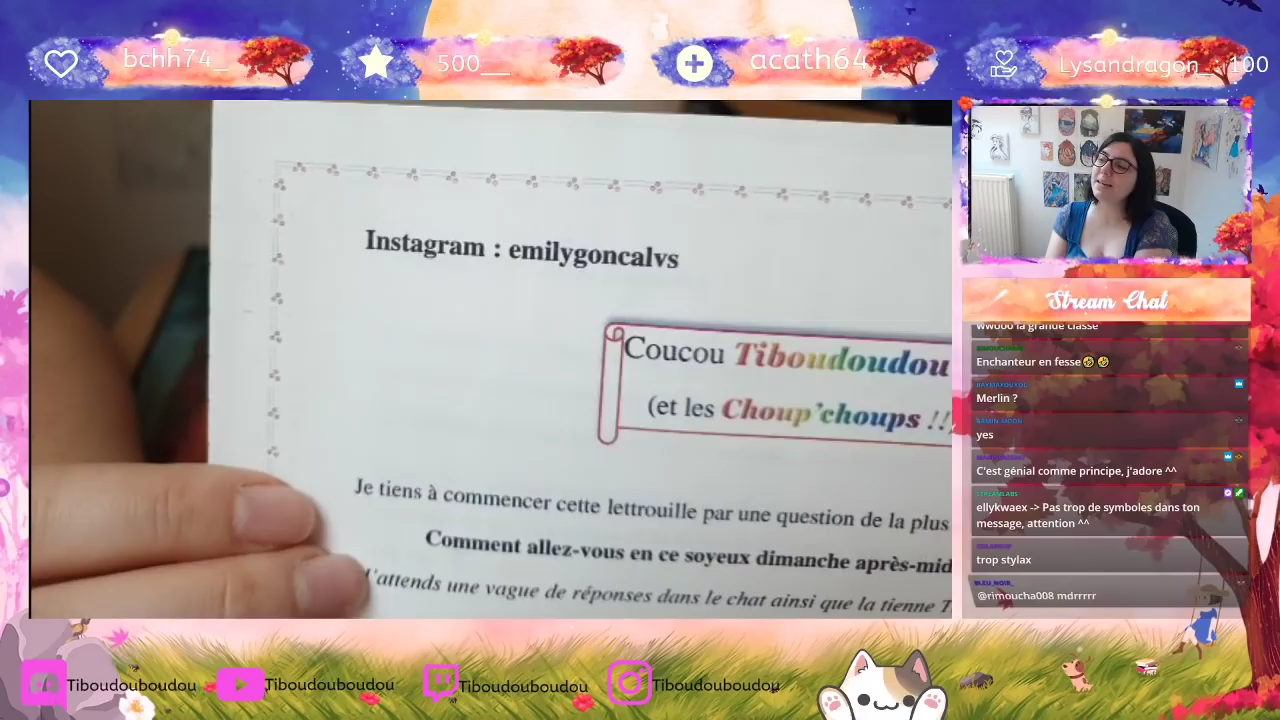 bchh74_
500__
acath64
Lysandragon_ : 100
Instagram : emilygoncalvs
Coucou Tiboudoudou
(et les Choup'choups !!
Je tiens à commencer cette lettrouille par une question de la plus
Comment allez-vous en ce soyeux dimanche après-mid
J'attends une vague de réponses dans le chat ainsi que la tienne T
Stream Chat
wwooo la grande classe
Enchanteur en fesse🤣 🤣
Merlin ?
yes
C'est génial comme principe, j'adore ^^
STREAMLABS
ellykwaex -> Pas trop de symboles dans ton
message, attention ^^
trop stylax
BLEU_NOIR_
@rimoucha008 mdrrrrr
Tiboudouboudou
Tiboudouboudou
Tiboudouboudou
Tiboudouboudou